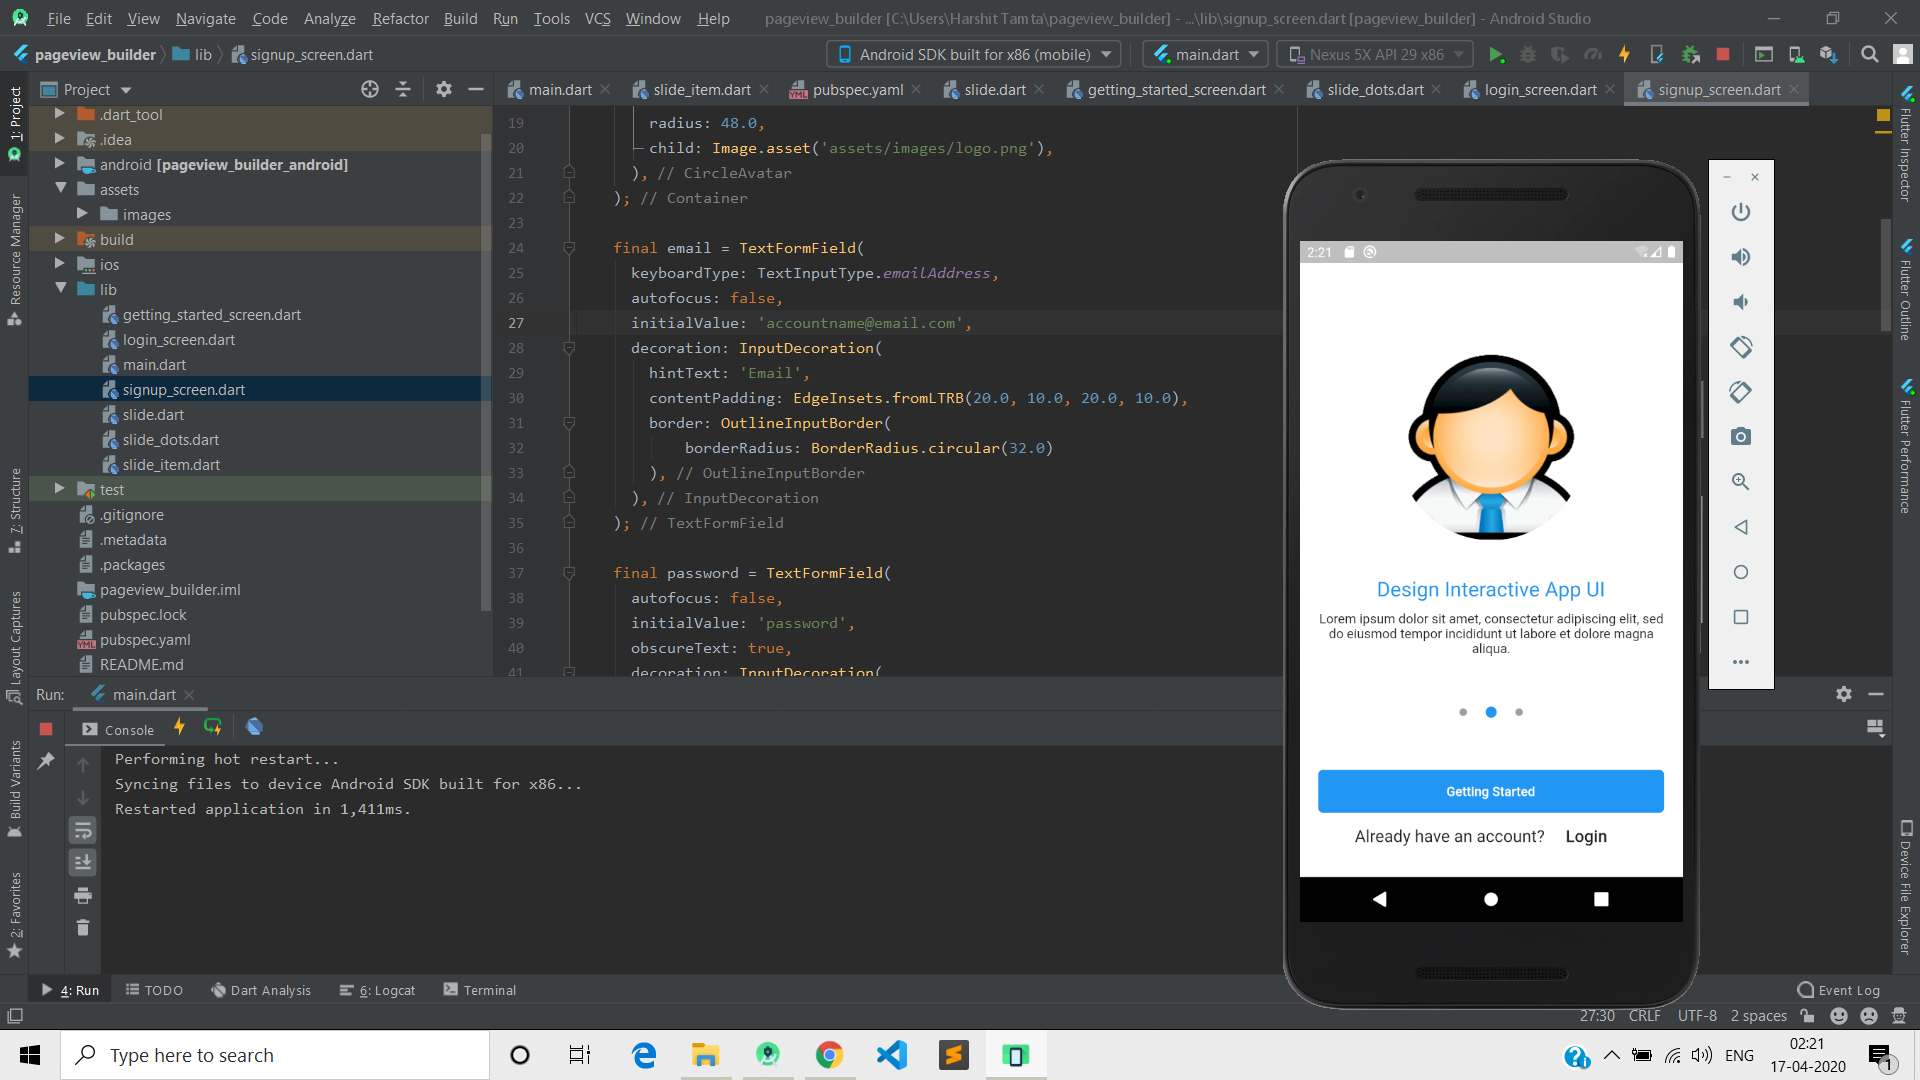 File Edit View Navigate Code Analyze Refactor Build Run Tools VCS Window Help pageview_builder [C:\Users\Harshit Tamta\pageview_builder] - ...\lib\signup_screen.dart [pageview_builder] - Android Studio
pageview_builder lib signup_screen.dart Android SDK built for x86 (mobile) main.dart Nexus 5X API 29 x86
Project main.dart slide_item.dart pubspec.yaml slide.dart getting_started_screen.dart slide_dots.dart login_screen.dart signup_screen.dart
1: Project
Resource Manager
7: Structure
Layout Captures
Build Variants
2: Favorites
.dart_tool
.idea
android [pageview_builder_android]
assets
images
build
ios
lib
getting_started_screen.dart
login_screen.dart
main.dart
signup_screen.dart
slide.dart
slide_dots.dart
slide_item.dart
test
.gitignore
.metadata
.packages
pageview_builder.iml
pubspec.lock
pubspec.yaml
README.md
19 radius: 48.0,
20 child: Image.asset('assets/images/logo.png'),
21 ), // CircleAvatar
22 ); // Container
23
24 final email = TextFormField(
25 keyboardType: TextInputType.emailAddress,
26 autofocus: false,
27 initialValue: 'accountname@email.com',
28 decoration: InputDecoration(
29 hintText: 'Email',
30 contentPadding: EdgeInsets.fromLTRB(20.0, 10.0, 20.0, 10.0),
31 border: OutlineInputBorder(
32 borderRadius: BorderRadius.circular(32.0)
33 ), // OutlineInputBorder
34 ), // InputDecoration
35 ); // TextFormField
36
37 final password = TextFormField(
38 autofocus: false,
39 initialValue: 'password',
40 obscureText: true,
41 decoration: InputDecoration(
2:21
Design Interactive App UI
Lorem ipsum dolor sit amet, consectetur adipiscing elit, sed
do eiusmod tempor incididunt ut labore et dolore magna
aliqua.
Getting Started
Already have an account? Login
Flutter Inspector
Flutter Outline
Flutter Performance
Device File Explorer
Run: main.dart
Console
Performing hot restart...
Syncing files to device Android SDK built for x86...
Restarted application in 1,411ms.
4: Run TODO Dart Analysis 6: Logcat Terminal Event Log
27:30 CRLF UTF-8 2 spaces
Type here to search
ENG
02:21
17-04-2020
1